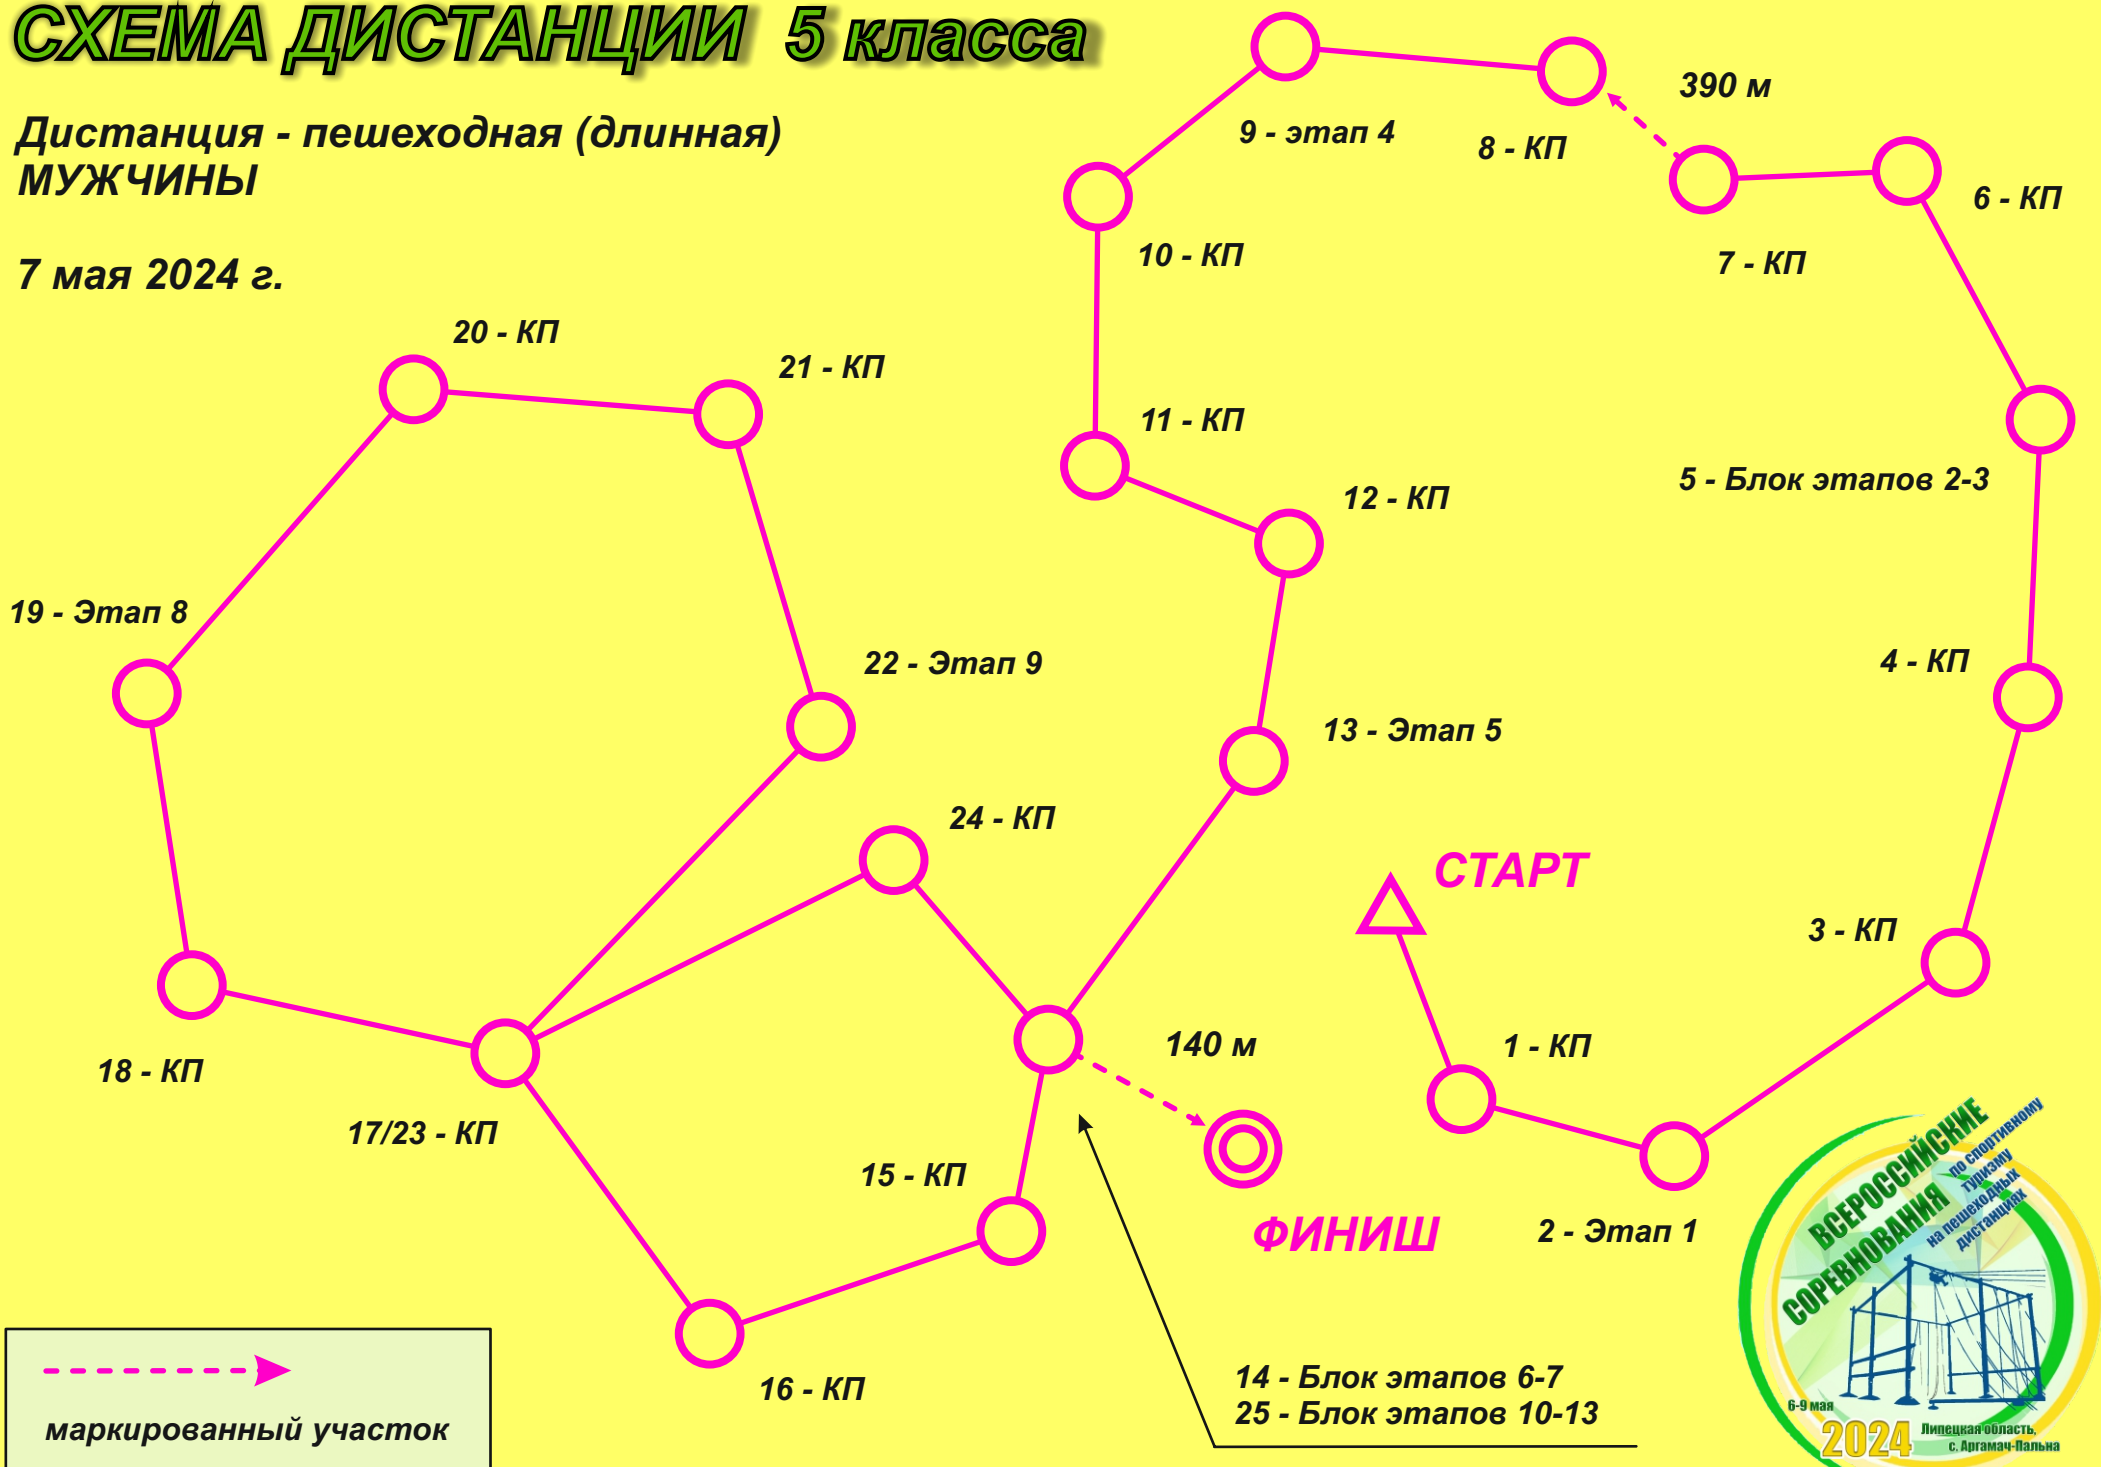 СХЕМА ДИСТАНЦИИ 5 класса
Дистанция - пешеходная (длинная)
МУЖЧИНЫ
7 мая 2024 г.
390 м
9 - этап 4
8 - КП
6 - КП
10 - КП
7 - КП
20 - КП
21 - КП
11 - КП
12 - КП
5 - Блок этапов 2-3
19 - Этап 8
22 - Этап 9
4 - КП
13 - Этап 5
24 - КП
СТАРТ
3 - КП
140 м
1 - КП
18 - КП
17/23 - КП
15 - КП
ФИНИШ
2 - Этап 1
16 - КП
14 - Блок этапов 6-7
25 - Блок этапов 10-13
маркированный участок
ВСЕРОССИЙСКИЕ
СОРЕВНОВАНИЯ
по спортивному
туризму
на пешеходных
дистанциях
6-9 мая
2024
Липецкая область,
с. Аргамач-Пальна